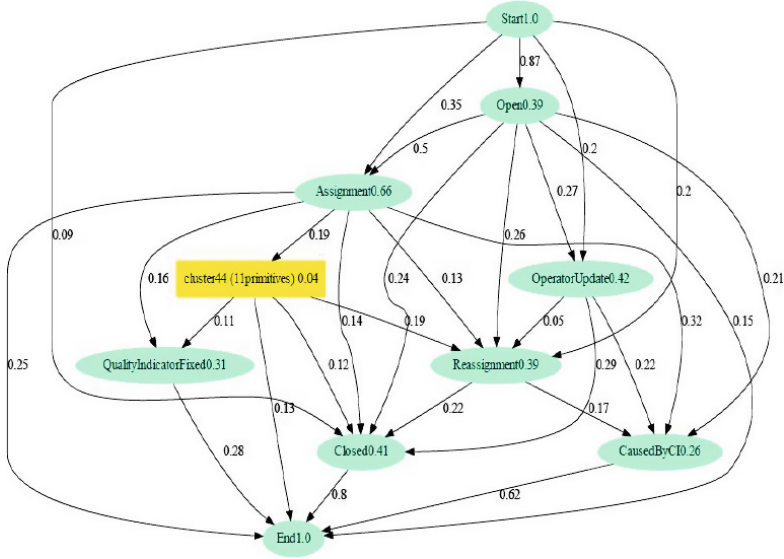 Start1.0
0.87
Open0.39
0.35
0.5
0.2
Assignment0.66
0.27
0.2
0.09
0.19
0.26
cluster44 (11primitives) 0.04
0.16
0.13
0.24
OperatorUpdate0.42
0.21
0.11
0.14
0.19
0.05
0.32
0.15
0.25
QualityIndicatorFixed0.31
0.12
Reassignment0.39
0.29
0.22
0.13
0.22
0.17
0.28
Closed0.41
CausedByCI0.26
0.8
0.62
End1.0